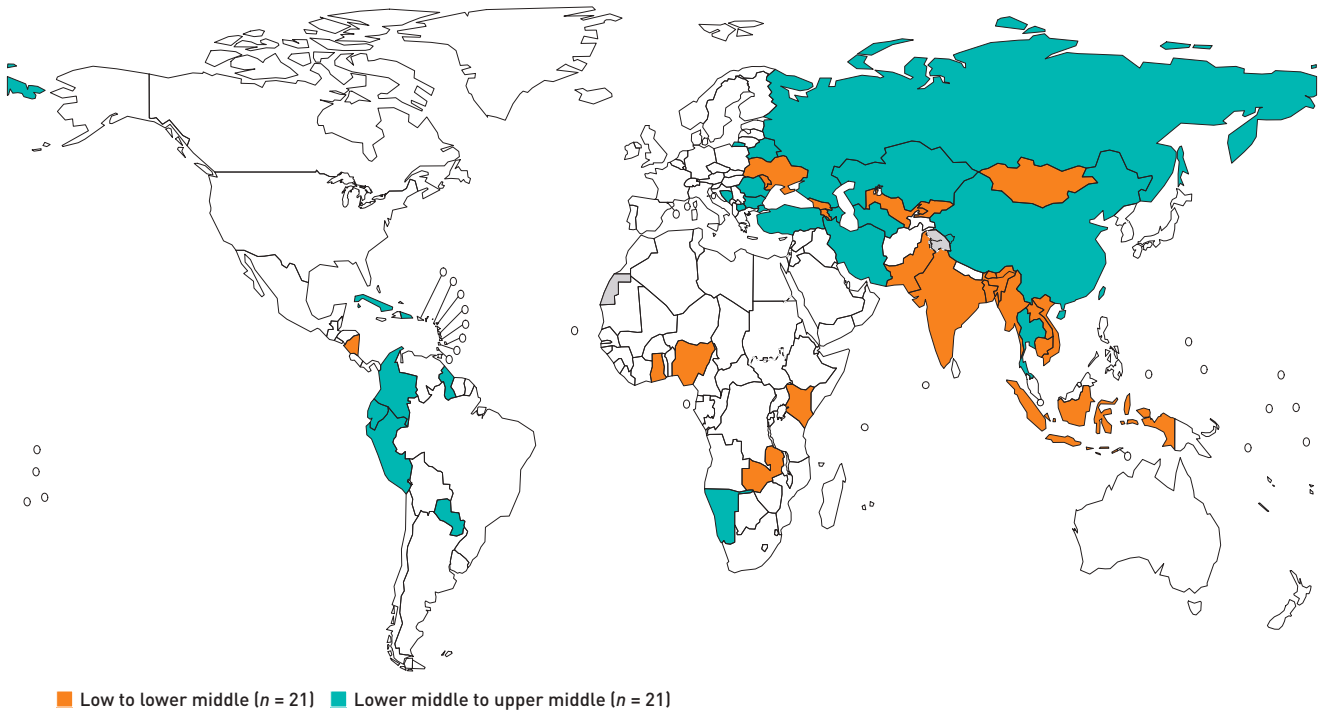 Low to lower middle (n = 21) Lower middle to upper middle (n = 21)